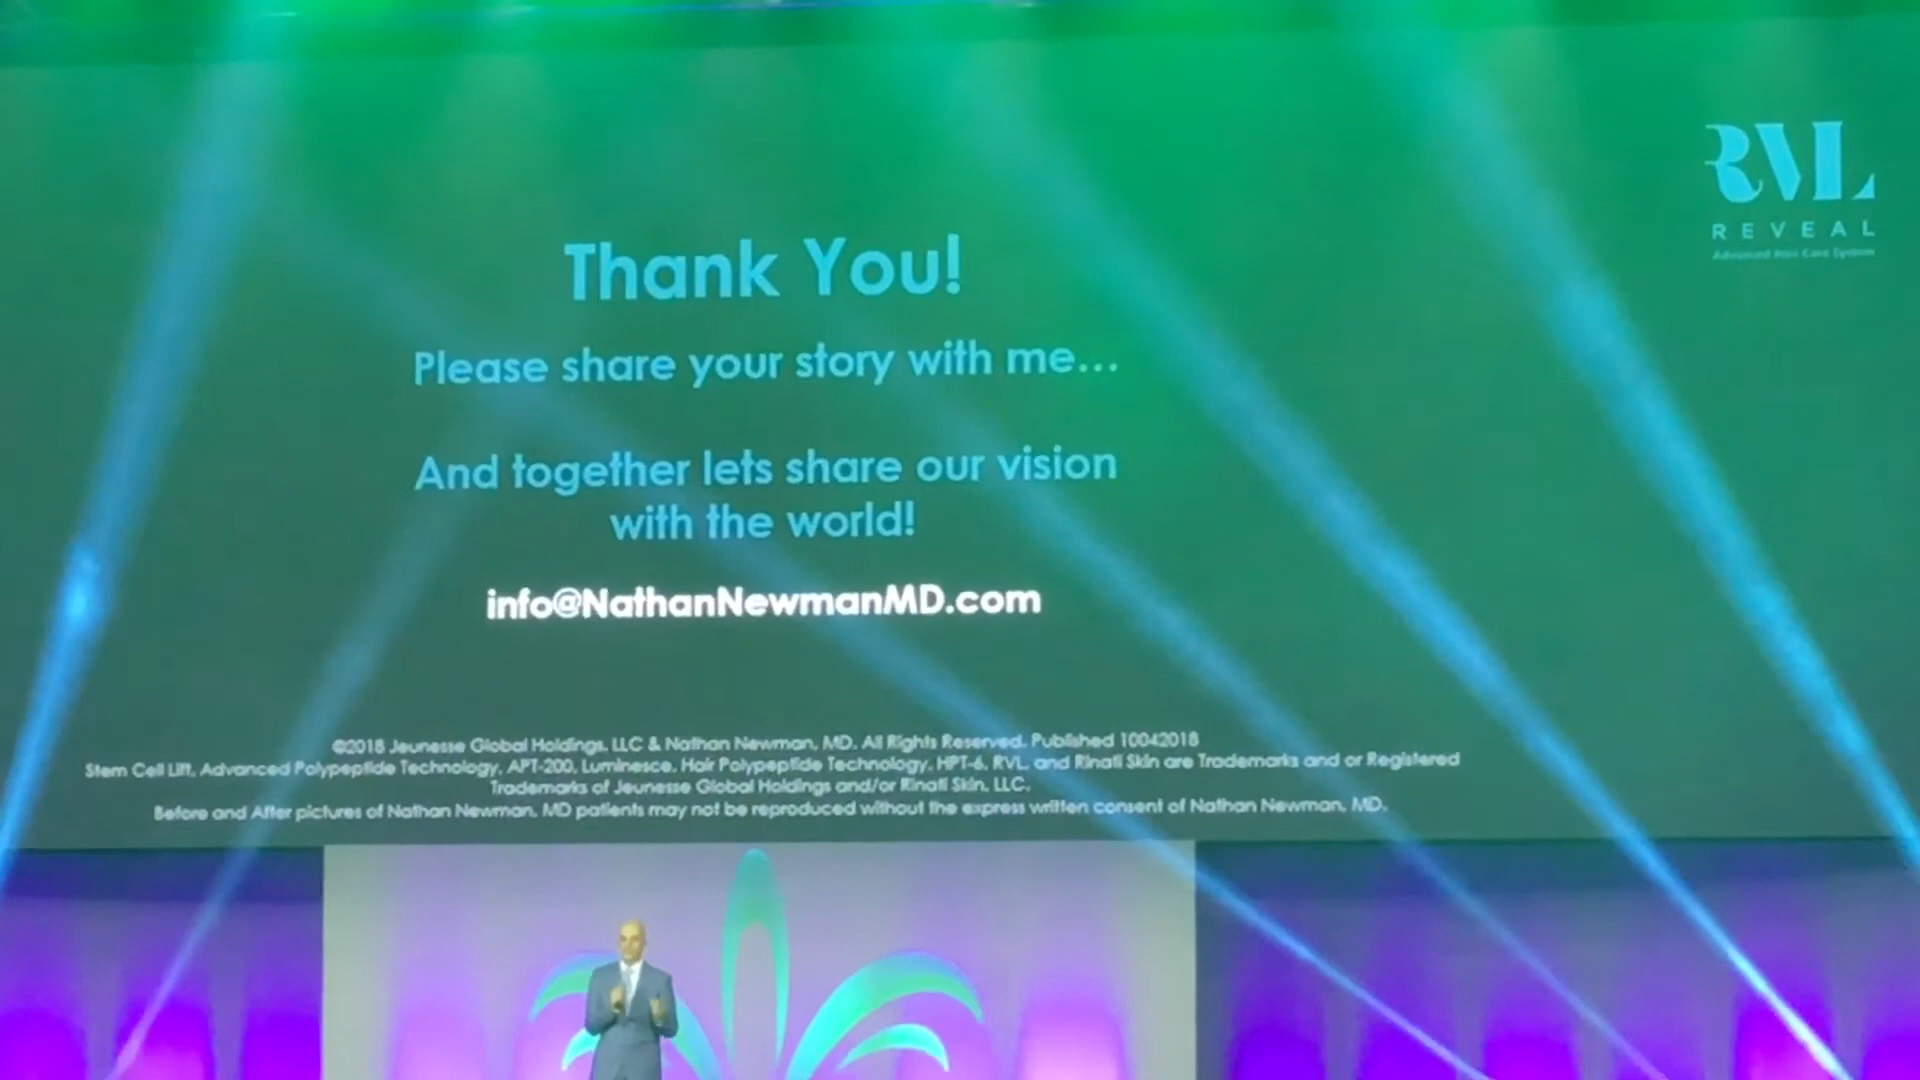 RVL
REVEAL
Advanced Hair Care System
Thank You!
Please share your story with me...
And together lets share our vision
with the world!
info@NathanNewmanMD.com
©2018 Jeunesse Global Holdings, LLC & Nathan Newman, MD. All Rights Reserved. Published 10042018
Stem Cell Lift, Advanced Polypeptide Technology, APT-200, Luminesce, Hair Polypeptide Technology, HPT-6, RVL, and Rinati Skin are Trademarks and or Registered
Trademarks of Jeunesse Global Holdings and/or Rinati Skin, LLC.
Before and After pictures of Nathan Newman, MD patients may not be reproduced without the express written consent of Nathan Newman, MD.